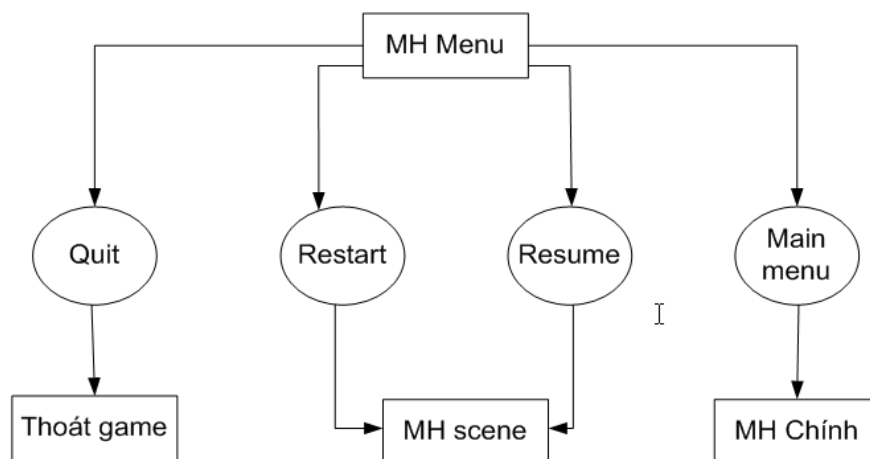 MH Menu
Quit
Restart
Resume
Main
menu
Thoát game
MH scene
MH Chính